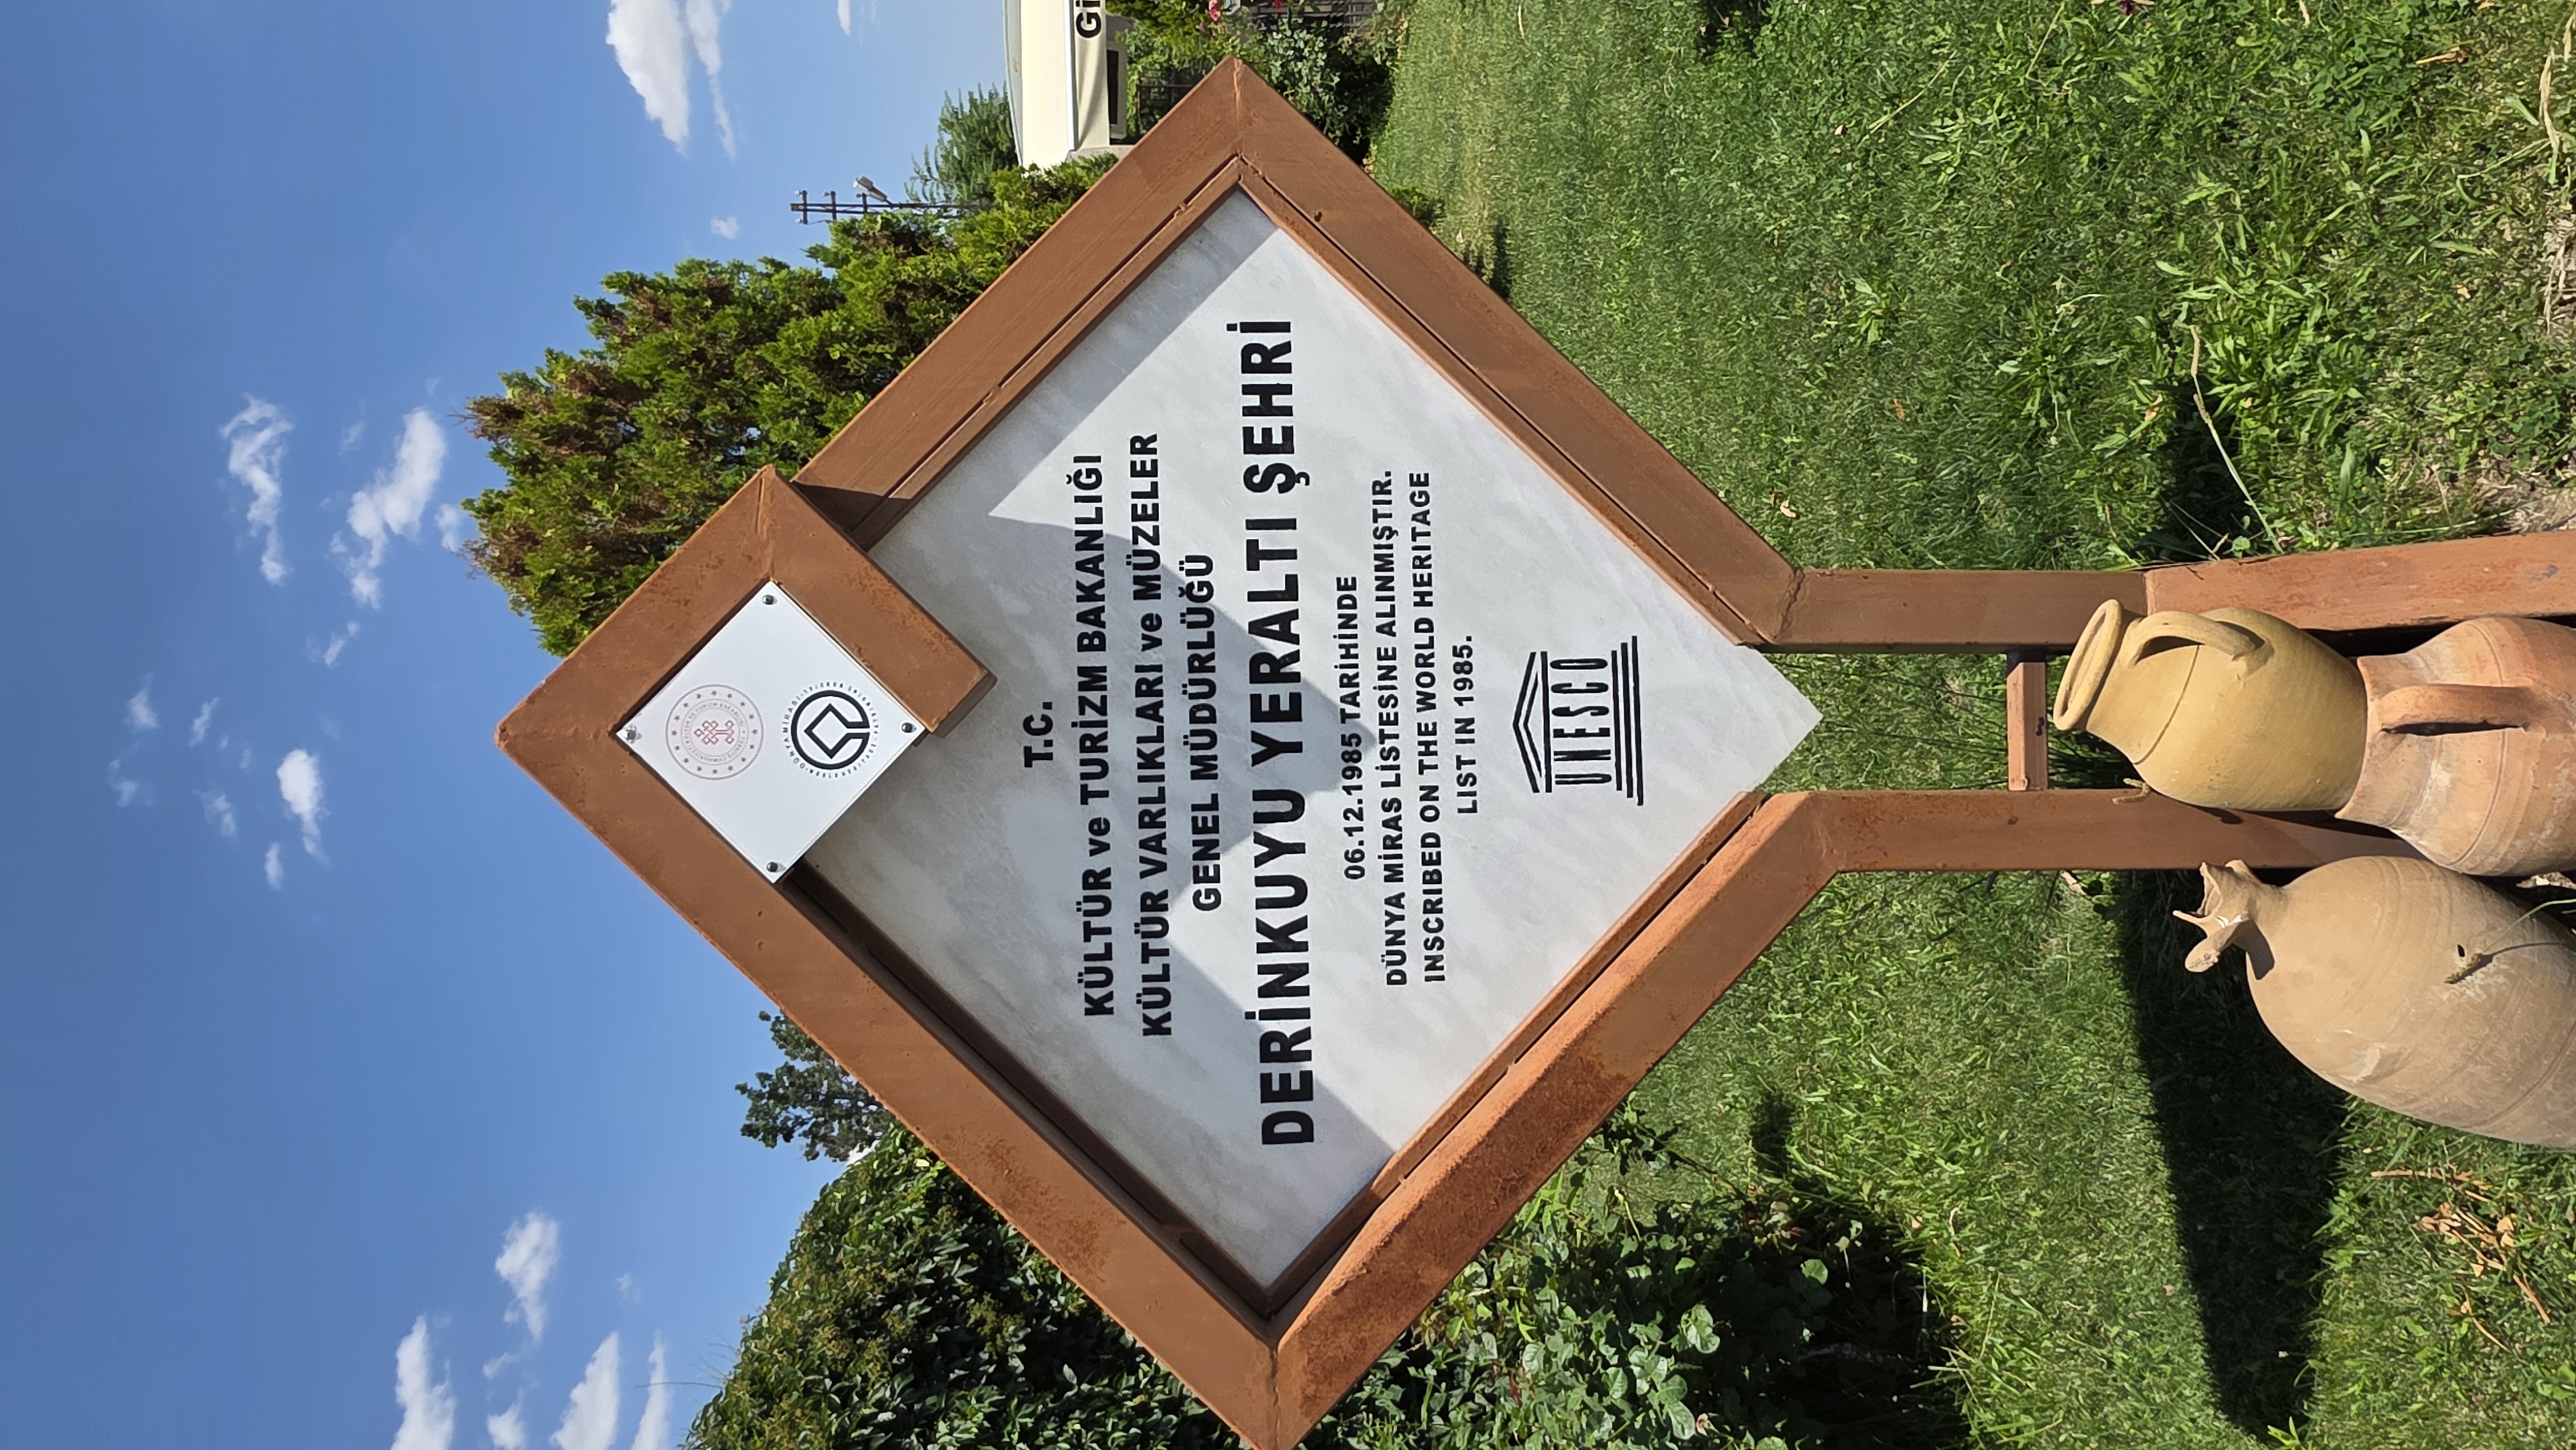 T.C.
KÜLTÜR ve TURİZM BAKANLIĞI
KÜLTÜR VARLIKLARI ve MÜZELER
GENEL MÜDÜRLÜĞÜ
DERİNKUYU YERALTI ŞEHRİ
06.12.1985 TARİHİNDE
DÜNYA MİRAS LİSTESİNE ALINMIŞTIR.
INSCRIBED ON THE WORLD HERITAGE
LIST IN 1985.
UNESCO